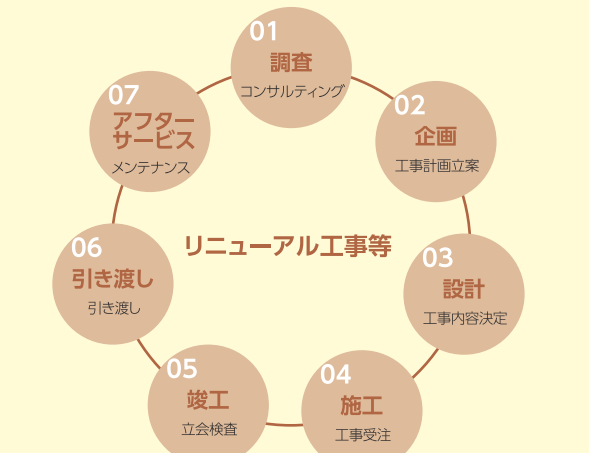 01
調査
コンサルティング
02
企画
工事計画立案
03
設計
工事内容決定
04
施工
工事受注
05
竣工
立会検査
06
引き渡し
引き渡し
07
アフター
サービス
メンテナンス
リニューアル工事等